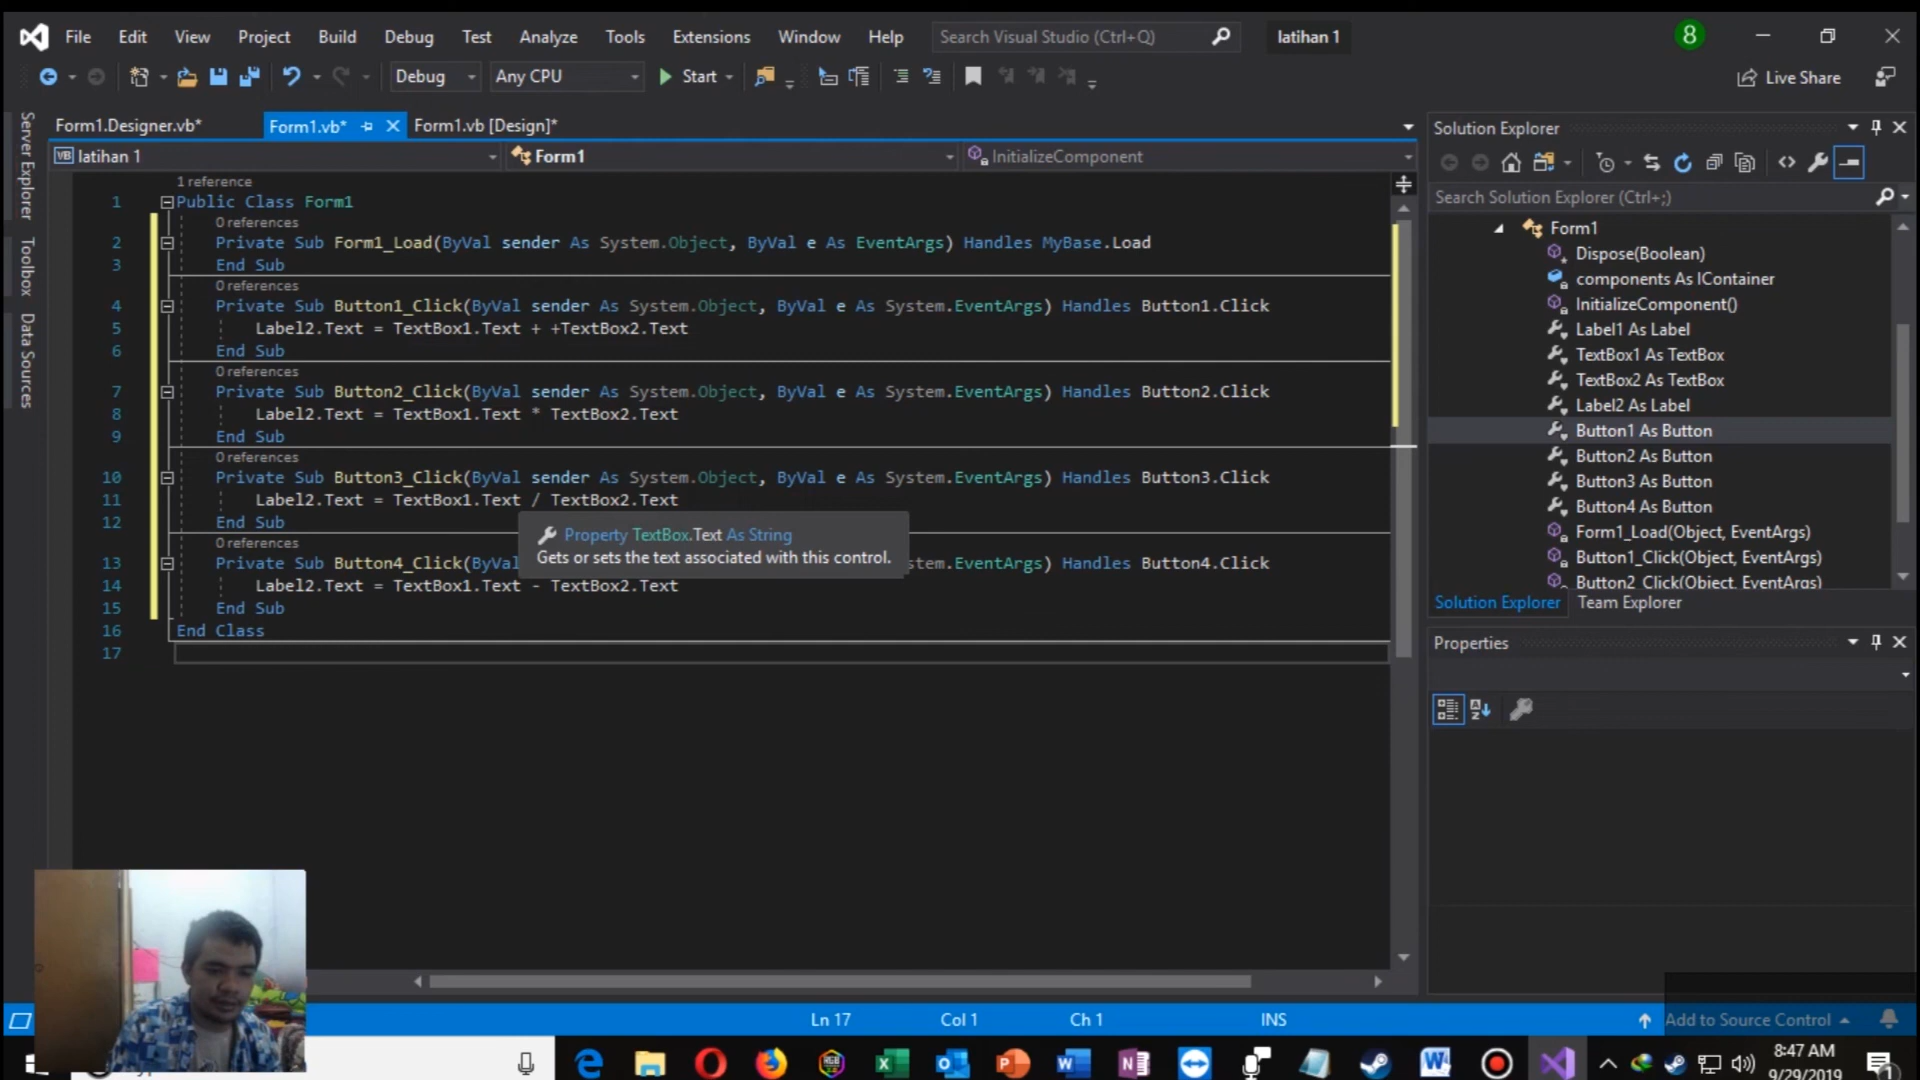 File Edit View Project Build Debug Test Analyze Tools Extensions Window Help Search Visual Studio (Ctrl+Q) latihan 1 8
Debug Any CPU Start Live Share
Server Explorer
Toolbox
Data Sources
Form1.Designer.vb* Form1.vb* Form1.vb [Design]*
VB latihan 1 Form1 InitializeComponent
1 reference
1 Public Class Form1
0 references
2 Private Sub Form1_Load(ByVal sender As System.Object, ByVal e As EventArgs) Handles MyBase.Load
3 End Sub
0 references
4 Private Sub Button1_Click(ByVal sender As System.Object, ByVal e As System.EventArgs) Handles Button1.Click
5 Label2.Text = TextBox1.Text + +TextBox2.Text
6 End Sub
0 references
7 Private Sub Button2_Click(ByVal sender As System.Object, ByVal e As System.EventArgs) Handles Button2.Click
8 Label2.Text = TextBox1.Text * TextBox2.Text
9 End Sub
0 references
10 Private Sub Button3_Click(ByVal sender As System.Object, ByVal e As System.EventArgs) Handles Button3.Click
11 Label2.Text = TextBox1.Text / TextBox2.Text
12 End Sub
Property TextBox.Text As String
Gets or sets the text associated with this control.
0 references
13 Private Sub Button4_Click(ByVal stem.EventArgs) Handles Button4.Click
14 Label2.Text = TextBox1.Text - TextBox2.Text
15 End Sub
16 End Class
17
Solution Explorer
Search Solution Explorer (Ctrl+;)
Form1
Dispose(Boolean)
components As IContainer
InitializeComponent()
Label1 As Label
TextBox1 As TextBox
TextBox2 As TextBox
Label2 As Label
Button1 As Button
Button2 As Button
Button3 As Button
Button4 As Button
Form1_Load(Object, EventArgs)
Button1_Click(Object, EventArgs)
Button2_Click(Object, EventArgs)
Solution Explorer Team Explorer
Properties
Ln 17 Col 1 Ch 1 INS Add to Source Control
8:47 AM
9/29/2019